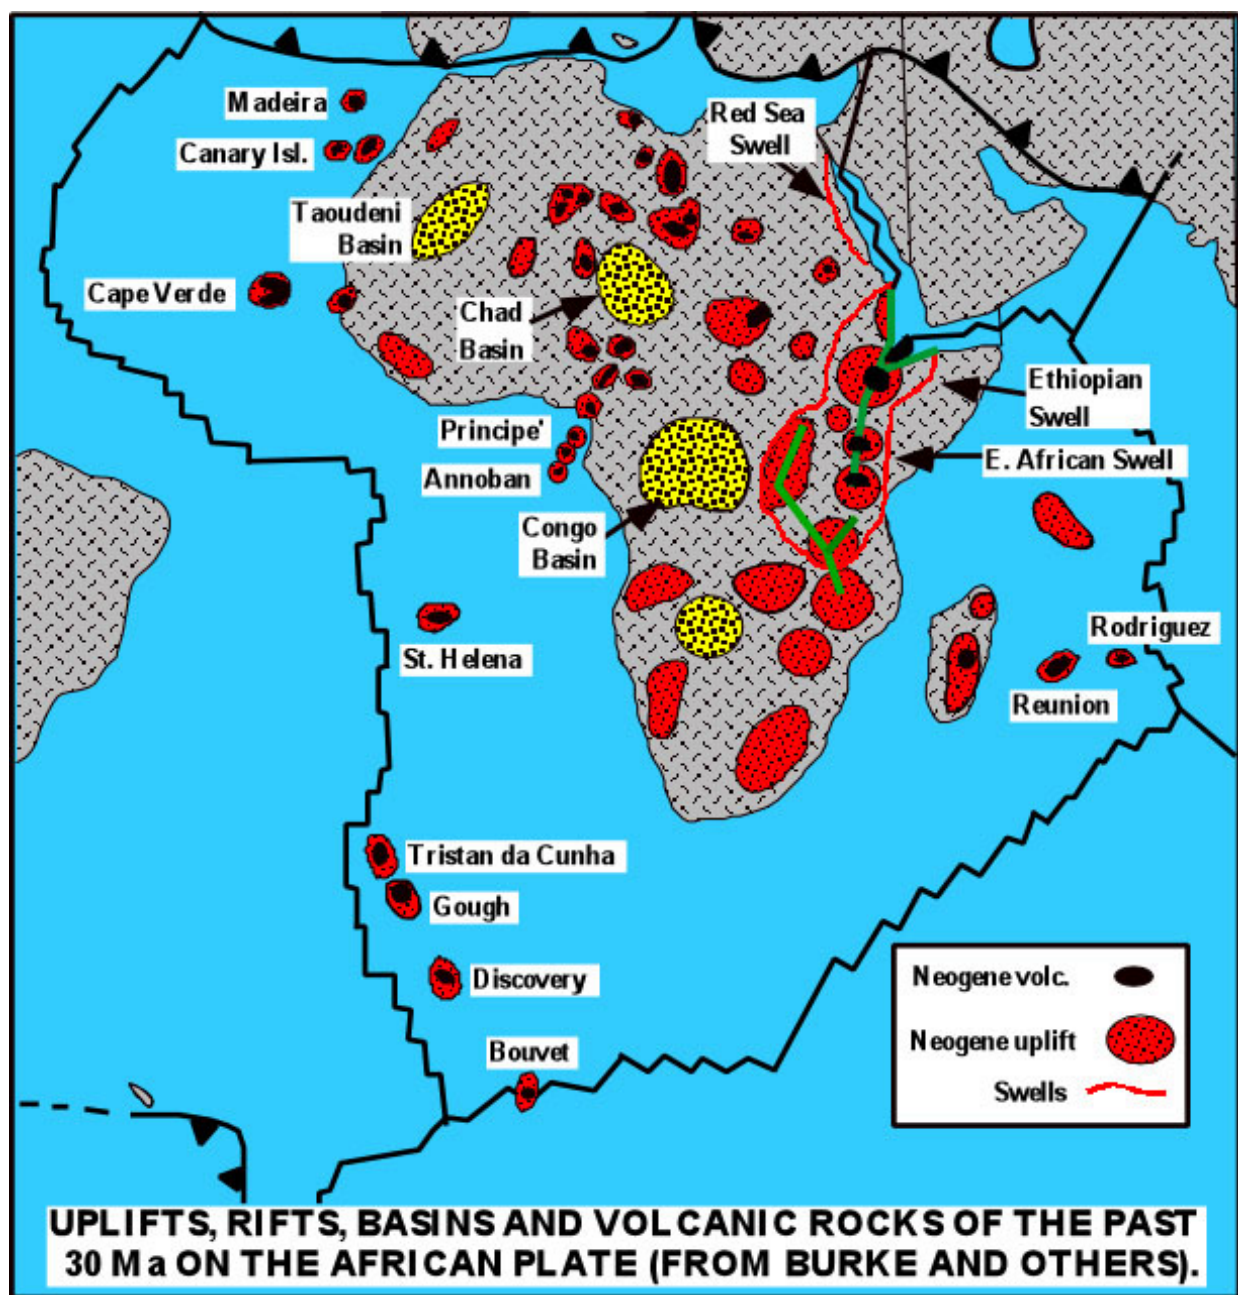 Madeira
Canary Isl.
Red Sea
Swell
Taoudeni
Basin
Cape Verde
Chad
Basin
Ethiopian
Swell
Principe'
E. African Swell
Annoban
Congo
Basin
Rodriguez
St. Helena
Reunion
Tristan da Cunha
Gough
Discovery
Bouvet
Neogene volc.
Neogene uplift
Swells
UPLIFTS, RIFTS, BASINS AND VOLCANIC ROCKS OF THE PAST
30 Ma ON THE AFRICAN PLATE (FROM BURKE AND OTHERS).